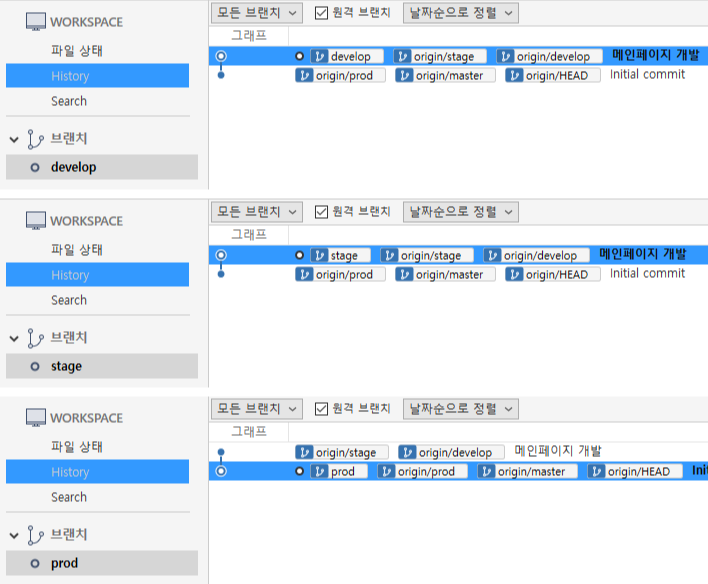 WORKSPACE 모든 브랜치 원격 브랜치 날짜순으로 정렬
파일 상태 그래프
develop origin/stage origin/develop 메인페이지 개발
History origin/prod origin/master origin/HEAD Initial commit
Search
브랜치
develop
WORKSPACE 모든 브랜치 원격 브랜치 날짜순으로 정렬
파일 상태 그래프
stage origin/stage origin/develop 메인페이지 개발
History origin/prod origin/master origin/HEAD Initial commit
Search
브랜치
stage
WORKSPACE 모든 브랜치 원격 브랜치 날짜순으로 정렬
파일 상태 그래프
origin/stage origin/develop 메인페이지 개발
History prod origin/prod origin/master origin/HEAD
Search
브랜치
prod